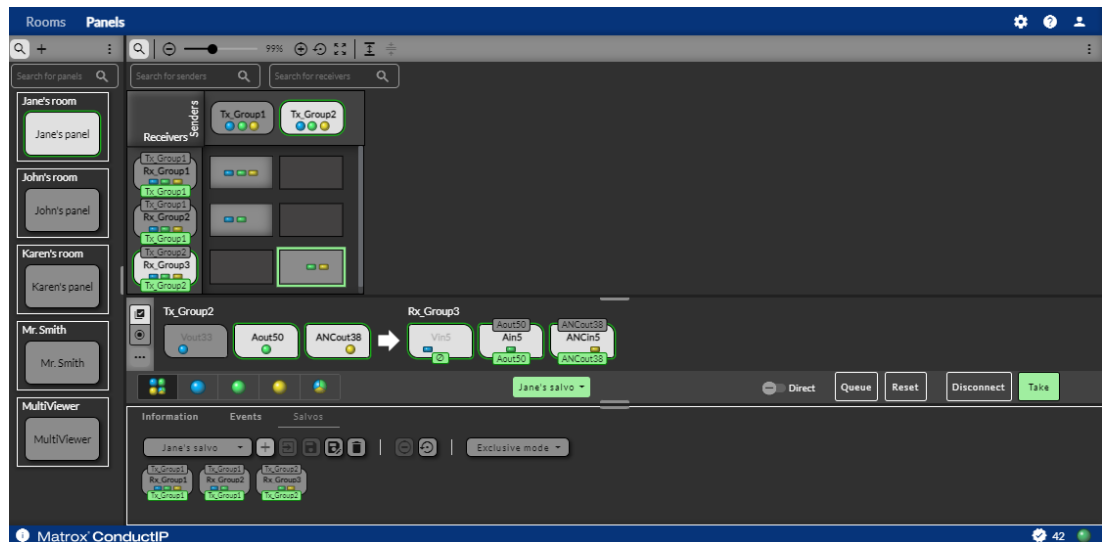 Rooms Panels
99%
Search for panels
Search for senders
Search for receivers
Jane's room
Jane's panel
John's room
John's panel
Karen's room
Karen's panel
Mr. Smith
Mr. Smith
MultiViewer
MultiViewer
Senders
Receivers
Tx_Group1
Tx_Group2
Tx_Group1
Rx_Group1
Tx_Group1
Tx_Group1
Rx_Group2
Tx_Group1
Tx_Group2
Rx_Group3
Tx_Group2
Tx_Group2
Vout33
Aout50
ANCout38
Rx_Group3
Vin5
Aout50
Ain5
Aout50
ANCout38
ANCin5
ANCout38
Jane's salvo
Direct
Queue
Reset
Disconnect
Take
Information Events Salvos
Jane's salvo
Exclusive mode
Tx_Group1
Rx_Group1
Tx_Group1
Tx_Group1
Rx_Group2
Tx_Group1
Tx_Group2
Rx_Group3
Tx_Group2
Matrox ConductIP
42